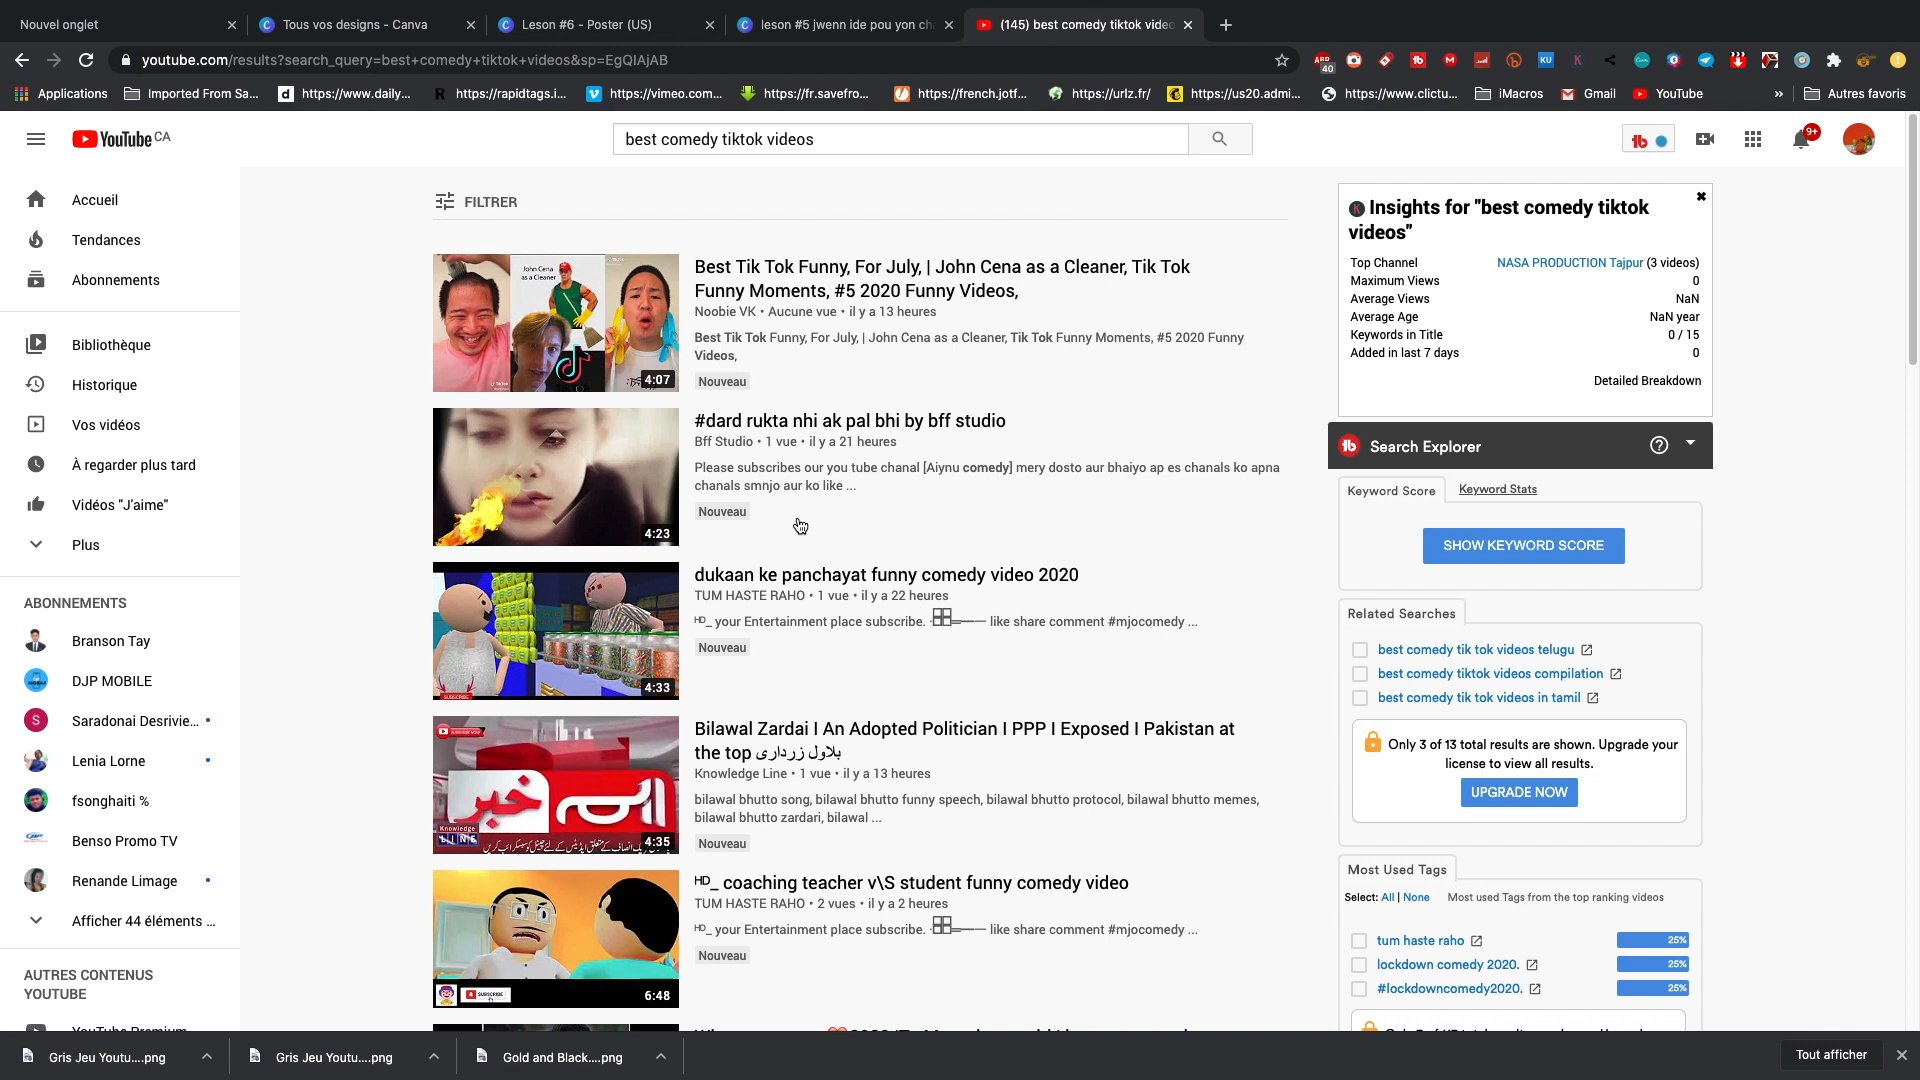 Nouvel onglet
Tous vos designs - Canva
Leson #6 - Poster (US)
leson #5 jwenn ide pou yon ch
(145) best comedy tiktok video
youtube.com/results?search_query=best+comedy+tiktok+videos&sp=EgQIAjAB
Applications
Imported From Sa...
https://www.daily...
https://rapidtags.i...
https://vimeo.com...
https://fr.savefro...
https://french.jotf...
https://urlz.fr/
https://us20.admi...
https://www.clictu...
iMacros
Gmail
YouTube
»
Autres favoris
YouTube CA
best comedy tiktok videos
9+
Accueil
Tendances
Abonnements
Bibliothèque
Historique
Vos vidéos
À regarder plus tard
Vidéos "J'aime"
Plus
ABONNEMENTS
Branson Tay
DJP MOBILE
Saradonai Desrivie...
Lenia Lorne
fsonghaiti %
Benso Promo TV
Renande Limage
Afficher 44 éléments ...
AUTRES CONTENUS
YOUTUBE
YouTube Premium
FILTRER
John Cena
as a Cleaner
4:07
Best Tik Tok Funny, For July, | John Cena as a Cleaner, Tik Tok
Funny Moments, #5 2020 Funny Videos,
Noobie VK • Aucune vue • il y a 13 heures
Best Tik Tok Funny, For July, | John Cena as a Cleaner, Tik Tok Funny Moments, #5 2020 Funny
Videos,
Nouveau
4:23
#dard rukta nhi ak pal bhi by bff studio
Bff Studio • 1 vue • il y a 21 heures
Please subscribes our you tube chanal [Aiynu comedy] mery dosto aur bhaiyo ap es chanals ko apna
chanals smnjo aur ko like ...
Nouveau
SUBSCRIBE
4:33
dukaan ke panchayat funny comedy video 2020
TUM HASTE RAHO • 1 vue • il y a 22 heures
ᴴᴰ_ your Entertainment place subscribe. like share comment #mjocomedy ...
Nouveau
SUBSCRIBE NOW
خبر
Knowledge
LINE
4:35
Bilawal Zardai I An Adopted Politician I PPP I Exposed I Pakistan at
the top بلاول زرداری
Knowledge Line • 1 vue • il y a 13 heures
bilawal bhutto song, bilawal bhutto funny speech, bilawal bhutto protocol, bilawal bhutto memes,
bilawal bhutto zardari, bilawal ...
Nouveau
SUBSCRIBE
6:48
ᴴᴰ_ coaching teacher v\S student funny comedy video
TUM HASTE RAHO • 2 vues • il y a 2 heures
ᴴᴰ_ your Entertainment place subscribe. like share comment #mjocomedy ...
Nouveau
Insights for "best comedy tiktok
videos"
Top Channel NASA PRODUCTION Tajpur (3 videos)
Maximum Views 0
Average Views NaN
Average Age NaN year
Keywords in Title 0 / 15
Added in last 7 days 0
Detailed Breakdown
Search Explorer
Keyword Score
Keyword Stats
SHOW KEYWORD SCORE
Related Searches
best comedy tik tok videos telugu
best comedy tiktok videos compilation
best comedy tik tok videos in tamil
Only 3 of 13 total results are shown. Upgrade your
license to view all results.
UPGRADE NOW
Most Used Tags
Select: All | None Most used Tags from the top ranking videos
tum haste raho 25%
lockdown comedy 2020. 25%
#lockdowncomedy2020. 25%
Gris Jeu Youtu....png
Gris Jeu Youtu....png
Gold and Black....png
Tout afficher